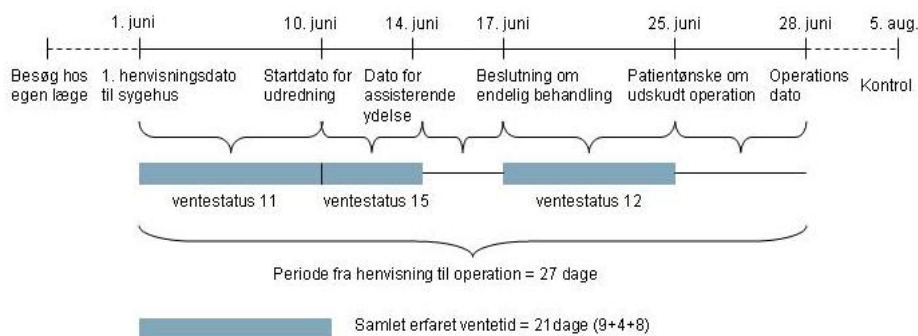 1. juni
10. juni
14. juni
17. juni
25. juni
28. juni
5. aug.
Besøg hos
egen læge
1. henvisningsdato
til sygehus
Startdato for
udredning
Dato for
assisterende
ydelse
Beslutning om
endelig behandling
Patientønske om
udskudt operation
Operations
dato
Kontrol
ventestatus 11
ventestatus 15
ventestatus 12
Periode fra henvisning til operation = 27 dage
Samlet erfaret ventetid = 21 dage (9+4+8)